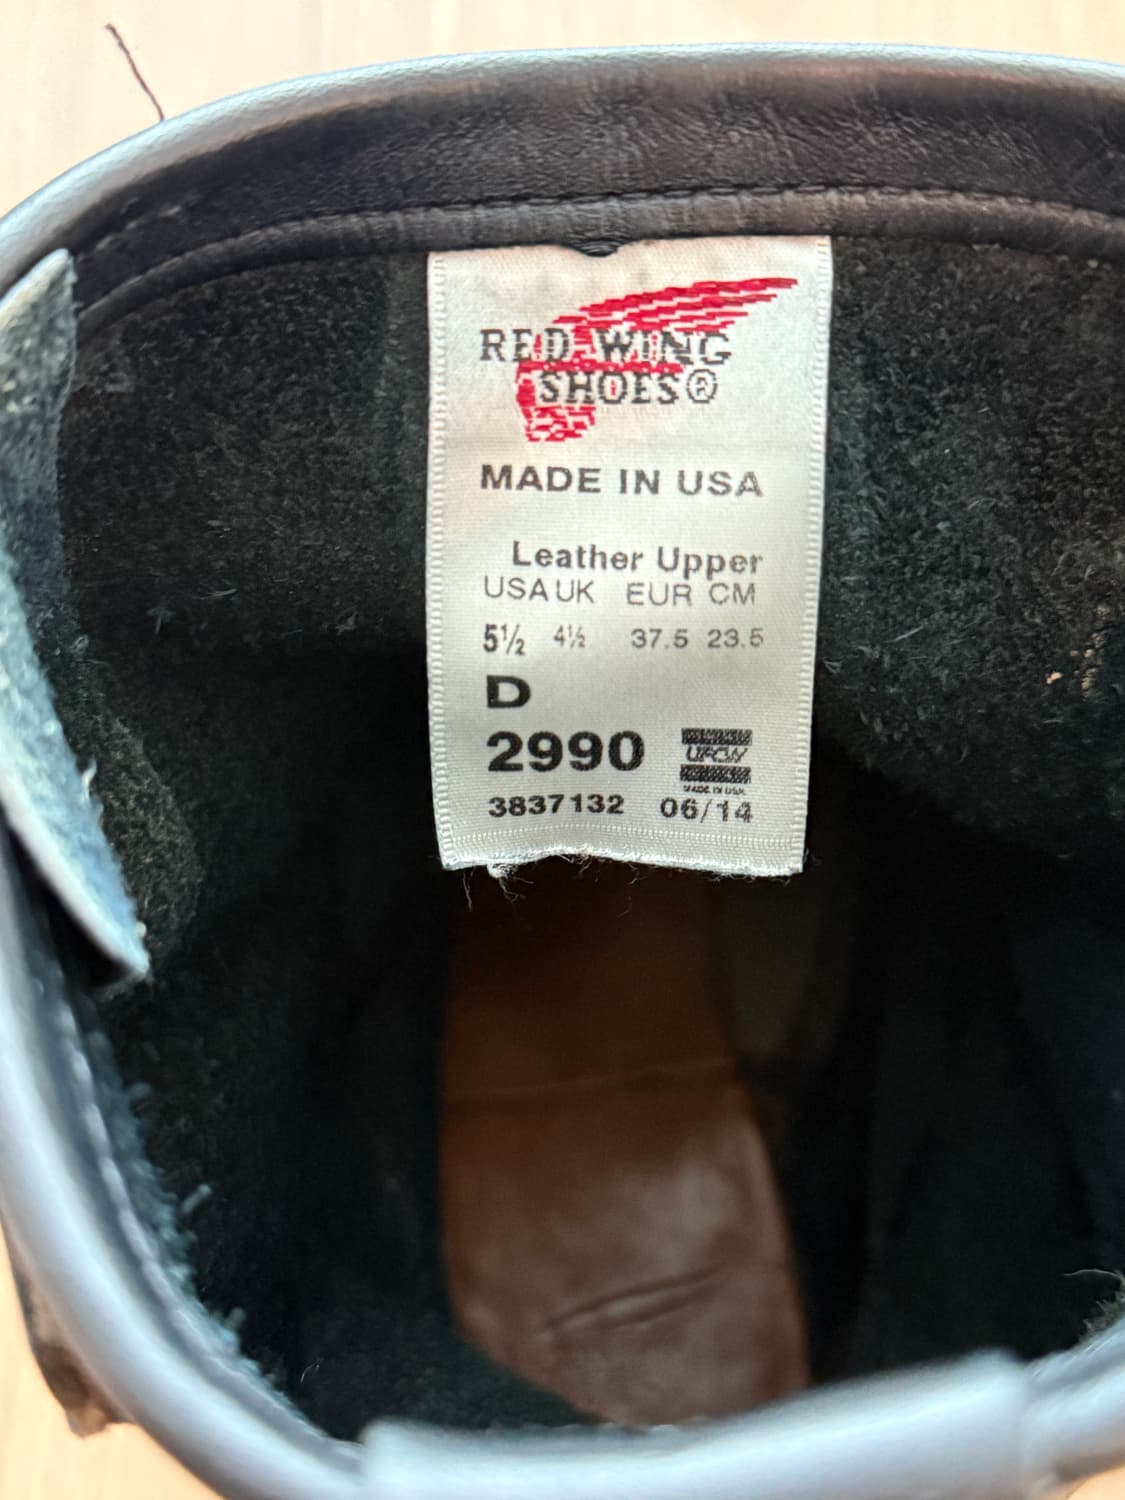 RED WING
SHOES®
MADE IN USA
Leather Upper
USA UK EUR CM
5½ 4½ 37.5 23.5
D
2990
UFCW
MADE IN USA
3837132 06/14